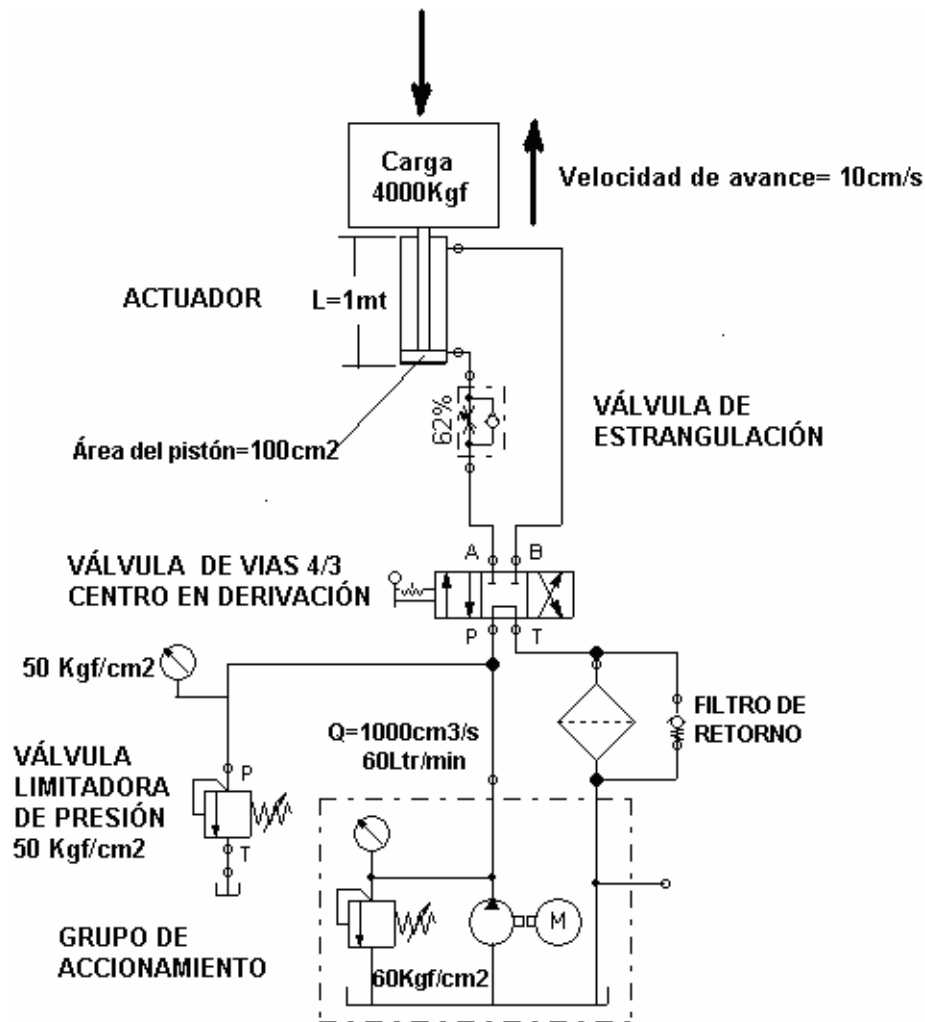 Carga
4000Kgf
Velocidad de avance= 10cm/s
ACTUADOR
L=1mt
62%
VÁLVULA DE
ESTRANGULACIÓN
Área del pistón=100cm2
A
B
VÁLVULA DE VIAS 4/3
CENTRO EN DERIVACIÓN
P
T
50 Kgf/cm2
Q=1000cm3/s
60Ltr/min
FILTRO DE
RETORNO
VÁLVULA
LIMITADORA
DE PRESIÓN
50 Kgf/cm2
P
T
GRUPO DE
ACCIONAMIENTO
M
60Kgf/cm2